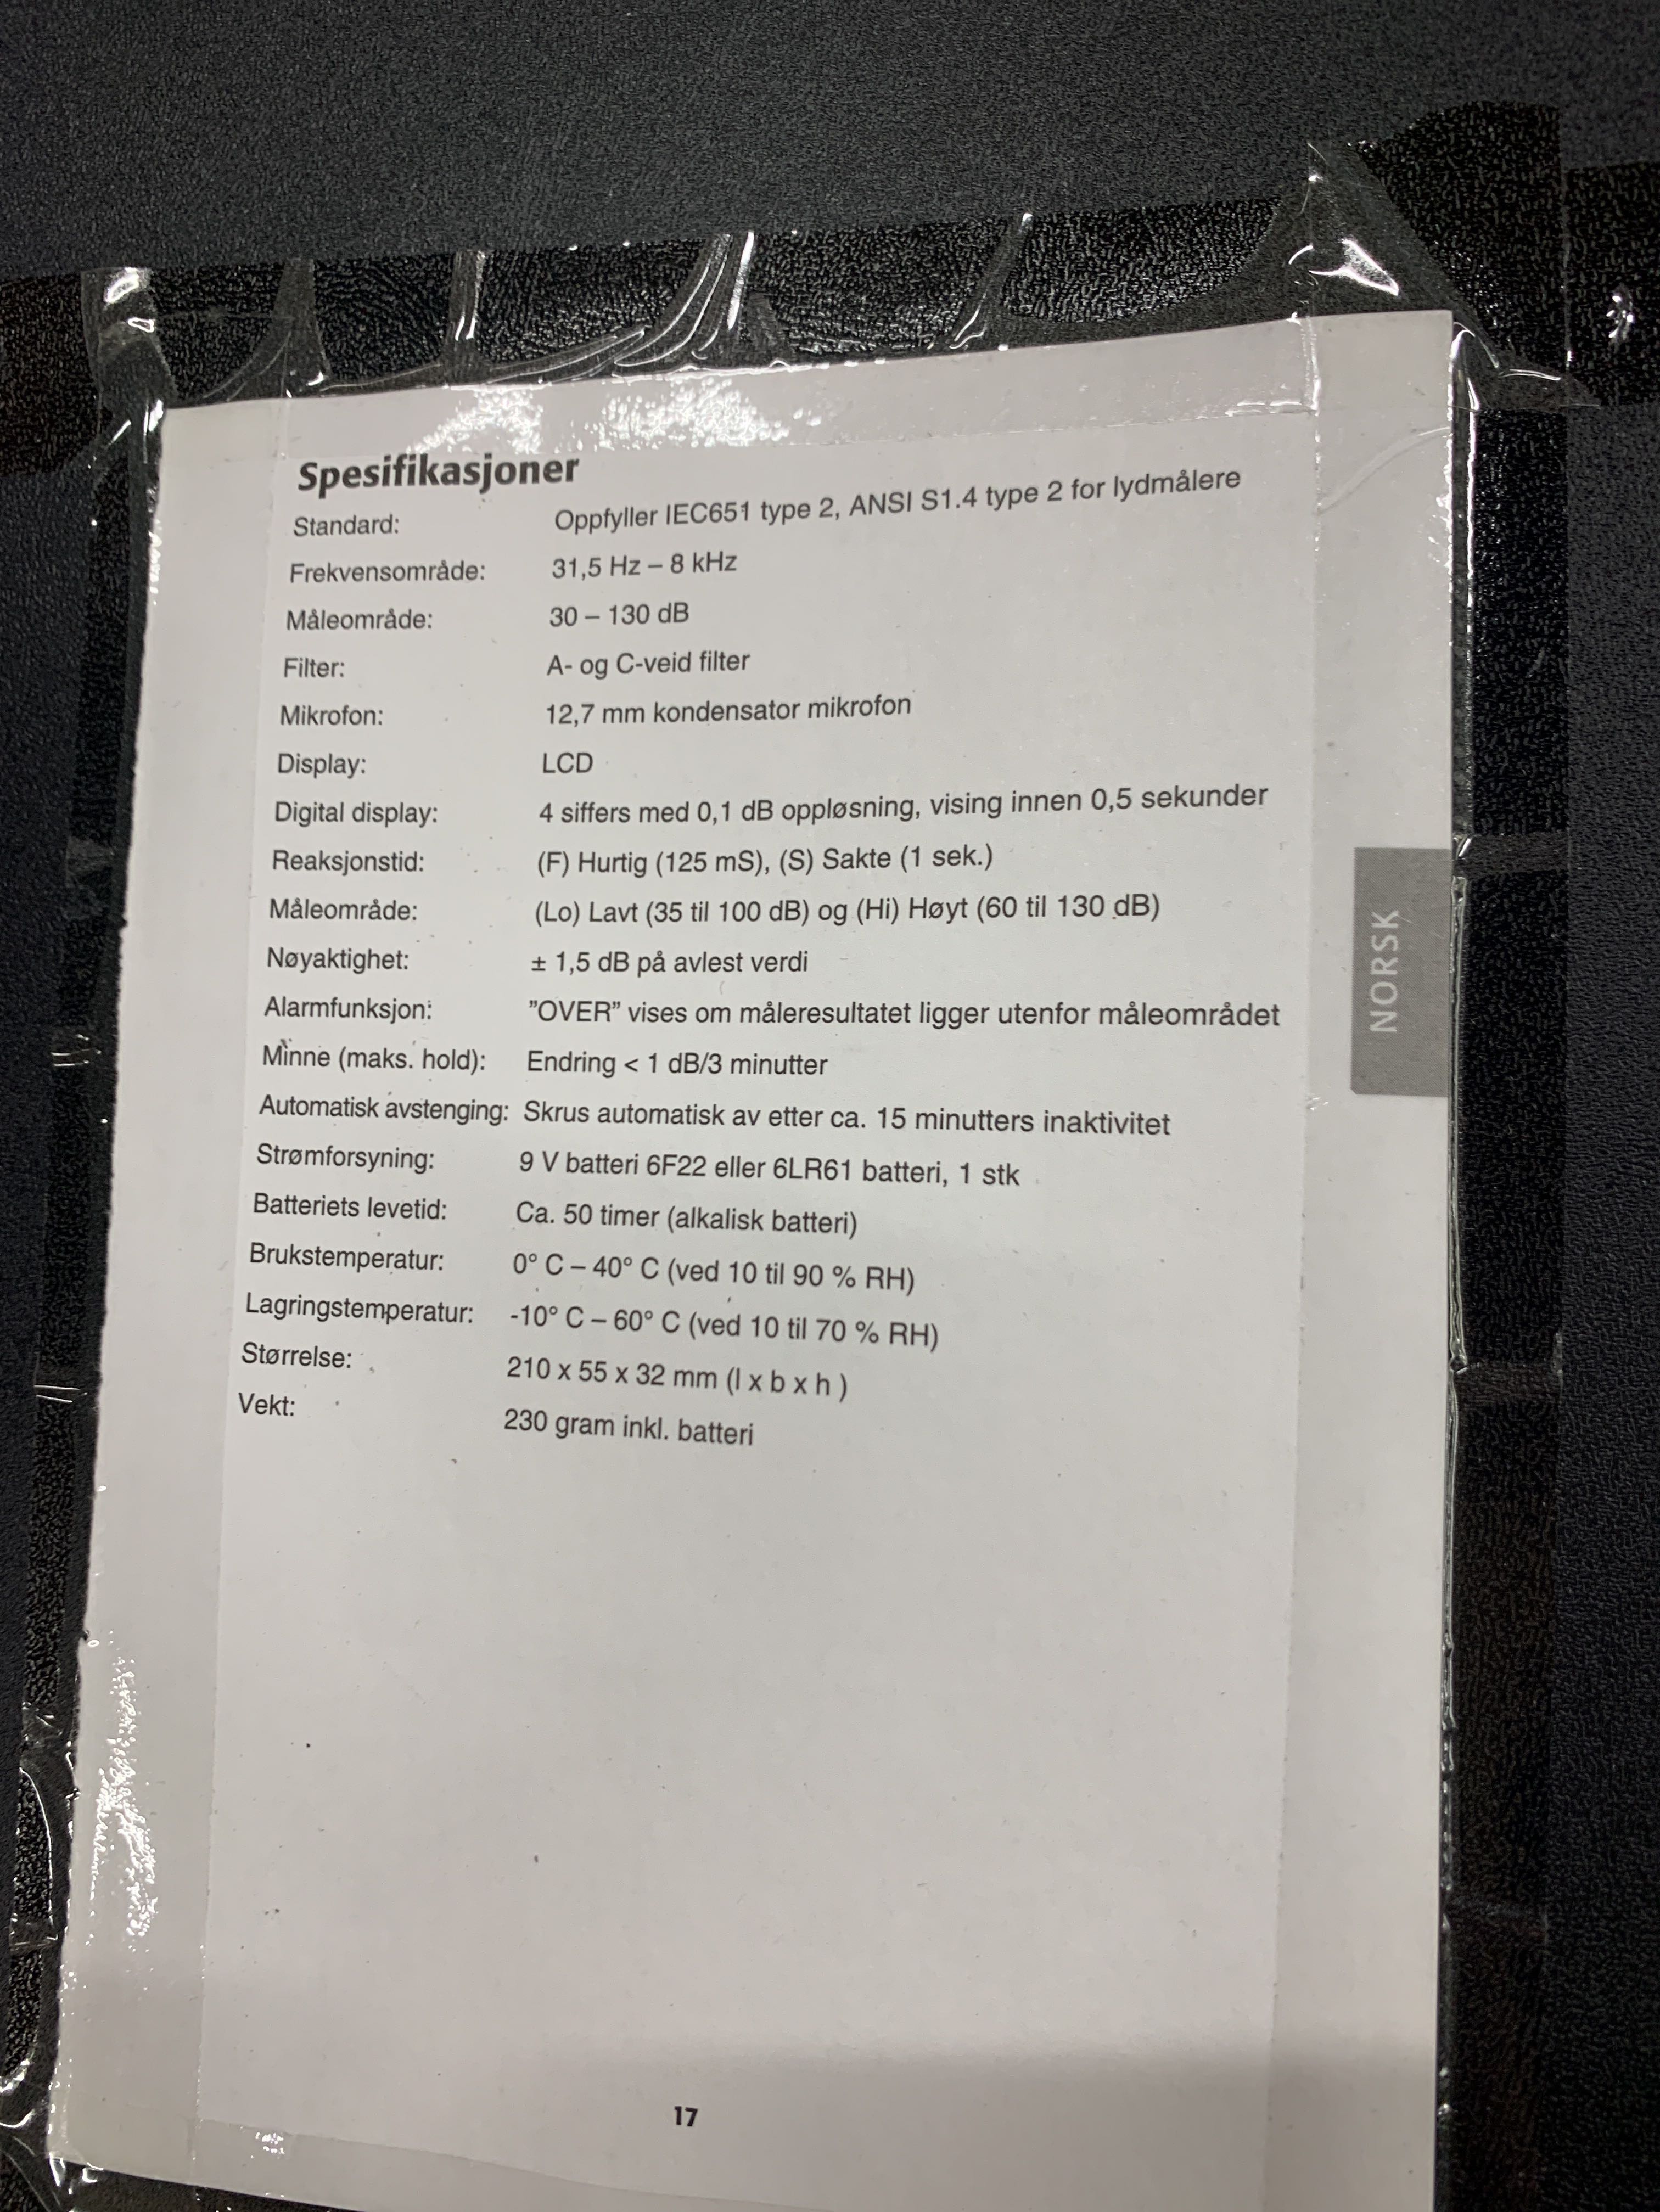 Spesifikasjoner
Standard: Oppfyller IEC651 type 2, ANSI S1.4 type 2 for lydmålere
Frekvensområde: 31,5 Hz – 8 kHz
Måleområde: 30 – 130 dB
Filter: A- og C-veid filter
Mikrofon: 12,7 mm kondensator mikrofon
Display: LCD
Digital display: 4 siffers med 0,1 dB oppløsning, vising innen 0,5 sekunder
Reaksjonstid: (F) Hurtig (125 mS), (S) Sakte (1 sek.)
Måleområde: (Lo) Lavt (35 til 100 dB) og (Hi) Høyt (60 til 130 dB)
Nøyaktighet: ± 1,5 dB på avlest verdi
Alarmfunksjon: ”OVER” vises om måleresultatet ligger utenfor måleområdet
Minne (maks. hold): Endring < 1 dB/3 minutter
Automatisk avstenging: Skrus automatisk av etter ca. 15 minutters inaktivitet
Strømforsyning: 9 V batteri 6F22 eller 6LR61 batteri, 1 stk
Batteriets levetid: Ca. 50 timer (alkalisk batteri)
Brukstemperatur: 0° C – 40° C (ved 10 til 90 % RH)
Lagringstemperatur: -10° C – 60° C (ved 10 til 70 % RH)
Størrelse: 210 x 55 x 32 mm (l x b x h )
Vekt: 230 gram inkl. batteri
NORSK
17